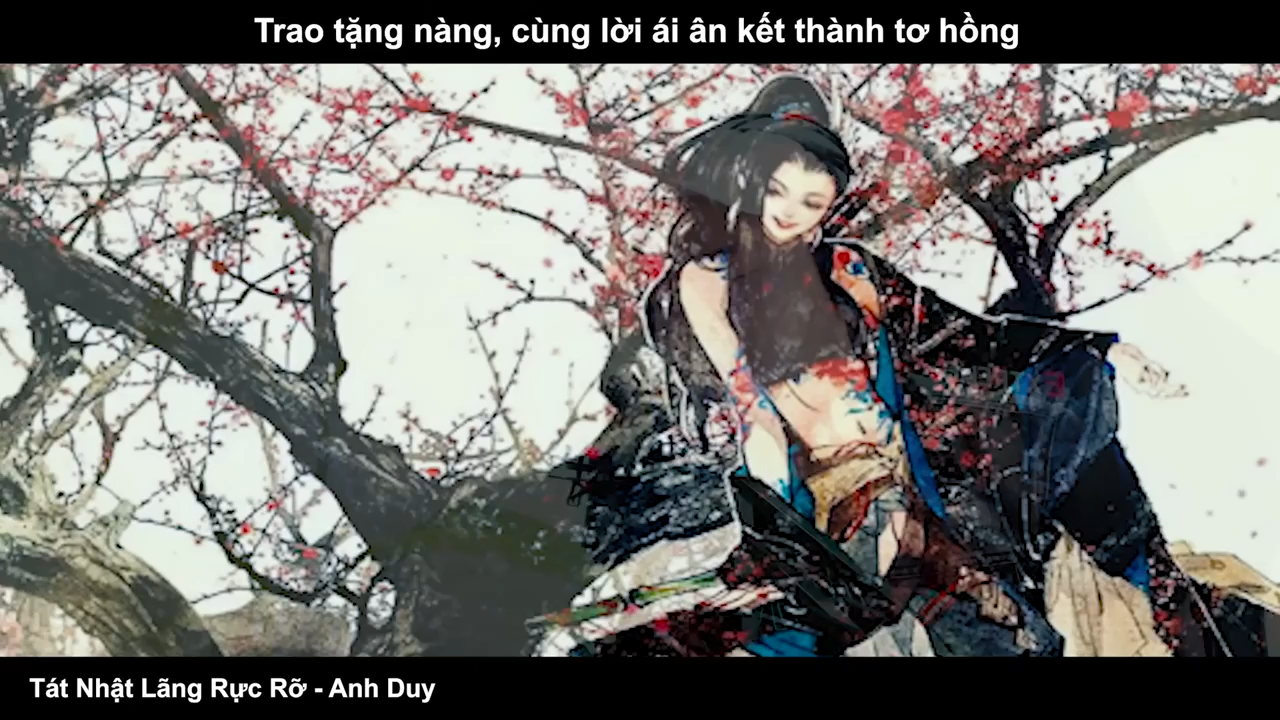 Trao tặng nàng, cùng lời ái ân kết thành tơ hồng
Tát Nhật Lãng Rực Rỡ - Anh Duy